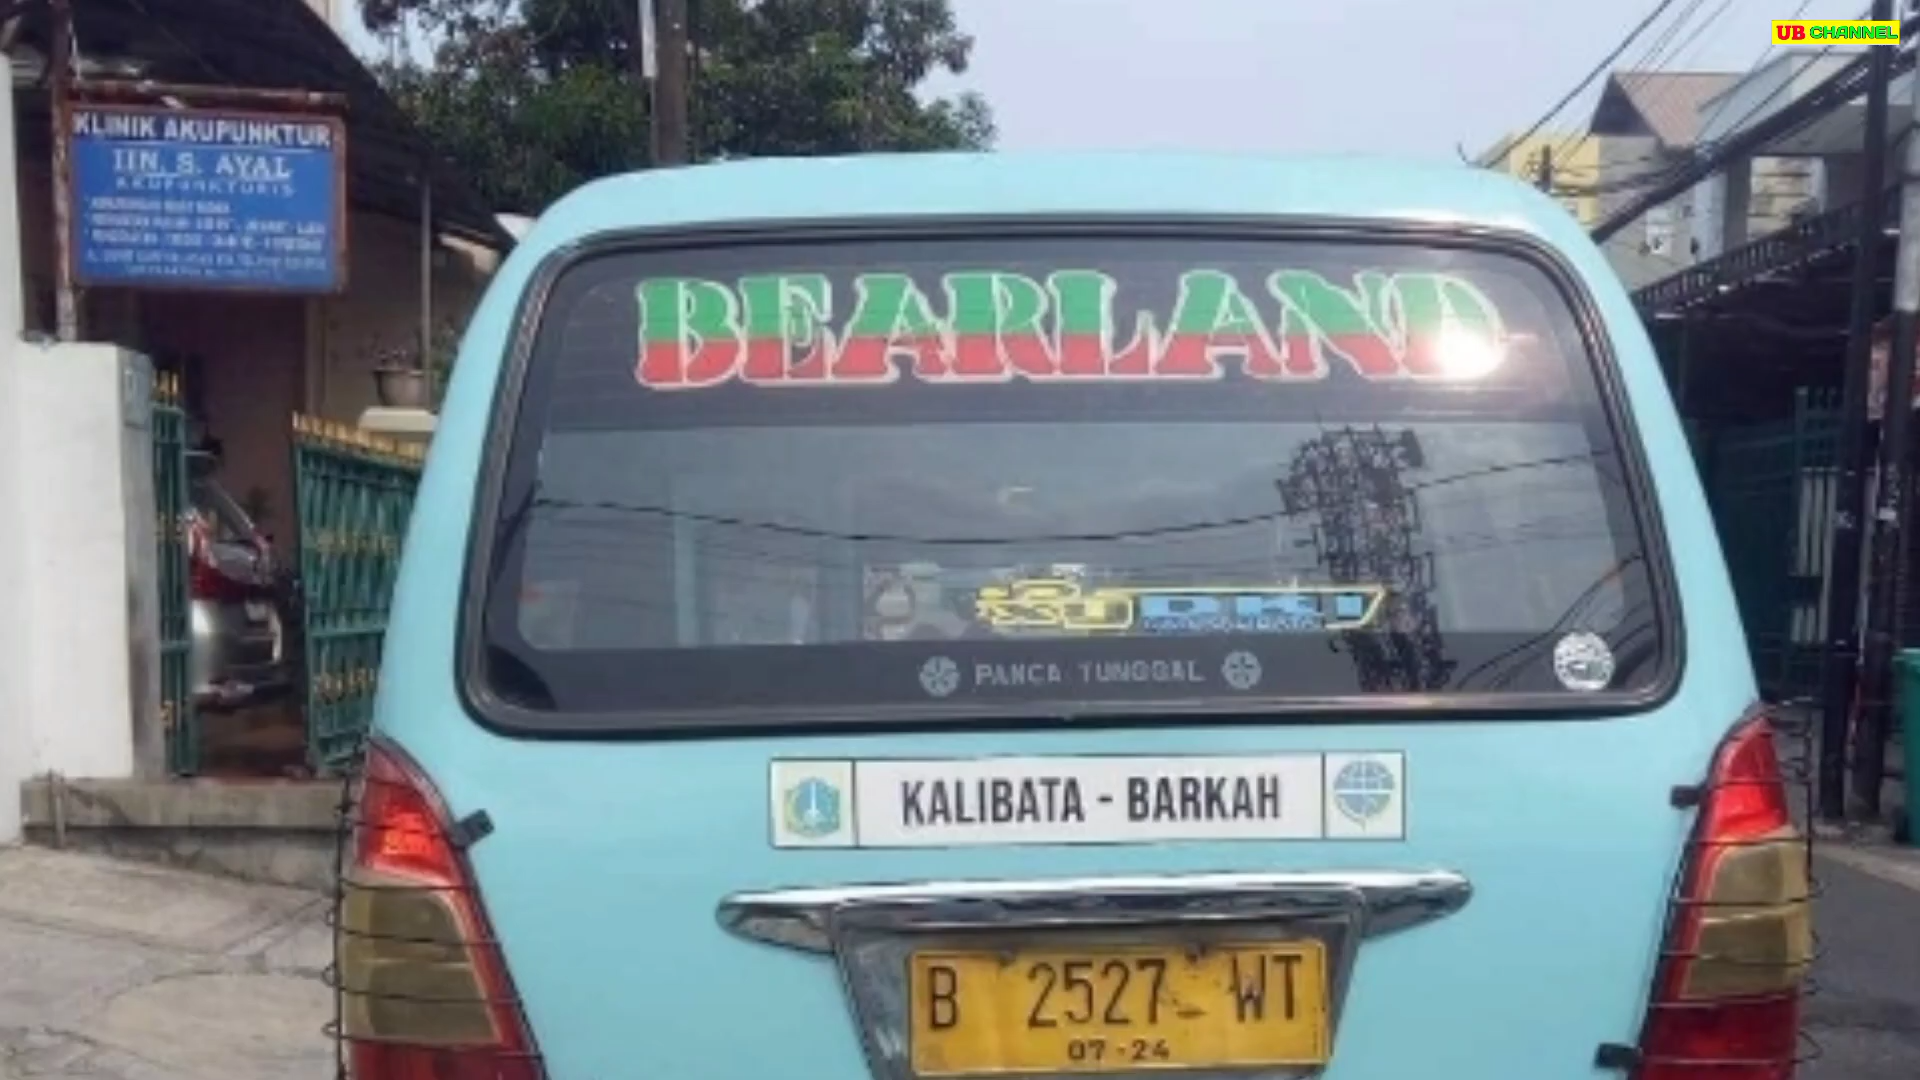 UB CHANNEL
KLINIK AKUPUNKTUR
IIN. S. AYAL
AKUPUNKTURIS
BEARLAND
DKI
PANCA TUNGGAL
KALIBATA - BARKAH
B 2527 WT
07-24